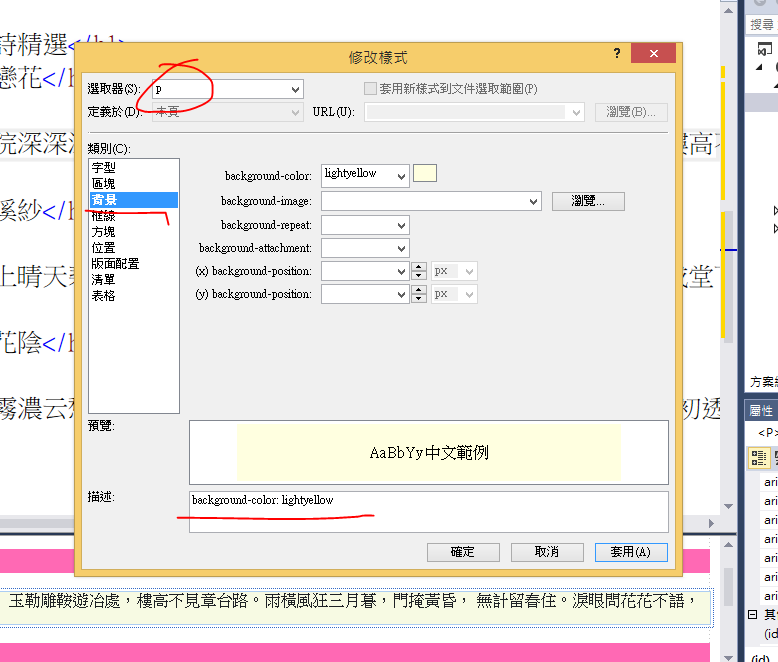 詩精選</h1>
修改樣式
?
搜尋
戀花</h
選取器(S):
p
套用新樣式到文件選取範圍(P)
定義於(D):
本頁
URL(U):
瀏覽(B)...
院深深
樓高不
類別(C):
字型
區塊
背景
框線
方塊
位置
版面配置
清單
表格
background-color:
lightyellow
background-image:
瀏覽...
background-repeat:
background-attachment:
(x) background-position:
px
(y) background-position:
px
溪紗</h
上晴天
堂
花陰</h
霧濃云
初透
方案
屬性
<P>
預覽:
AaBbYy中文範例
描述:
background-color: lightyellow
確定
取消
套用(A)
ari
ari
ari
ari
ari
ari
ari
玉勒雕鞍遊冶處，樓高不見章台路。雨橫風狂三月暮，門掩黃昏， 無計留春住。淚眼問花花不語，
其
(id
(id)